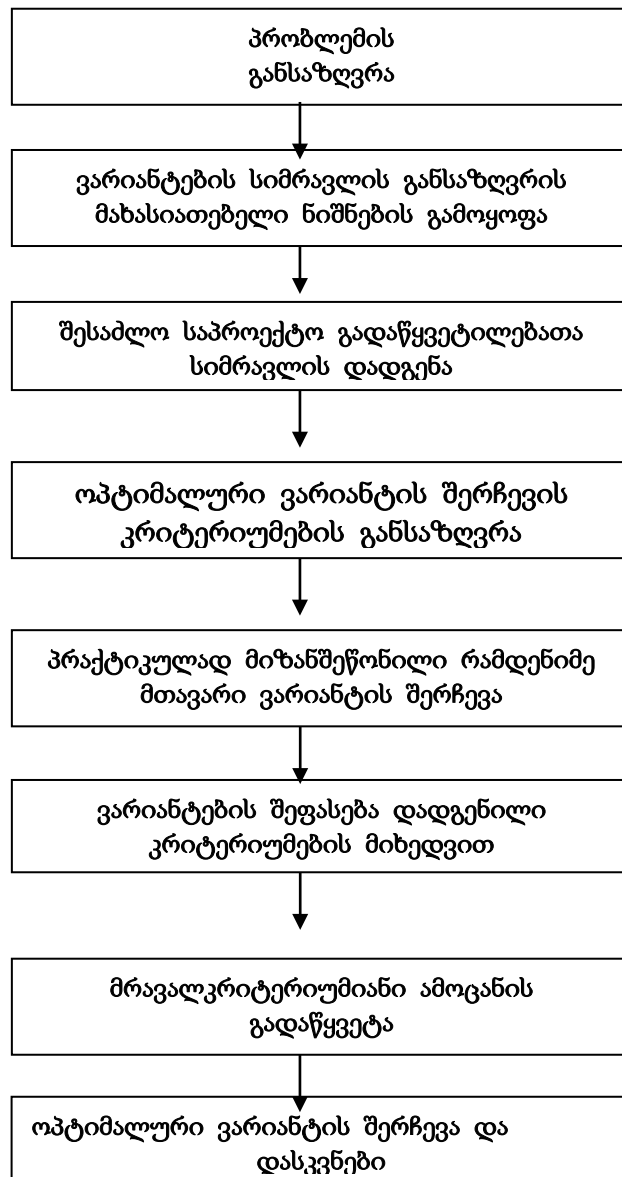 პრობლემის
განსაზღვრა
ვარიანტების სიმრავლის განსაზღვრის
მახასიათებელი ნიშნების გამოყოფა
შესაძლო საპროექტო გადაწყვეტილებათა
სიმრავლის დადგენა
ოპტიმალური ვარიანტის შერჩევის
კრიტერიუმების განსაზღვრა
პრაქტიკულად მიზანშეწონილი რამდენიმე
მთავარი ვარიანტის შერჩევა
ვარიანტების შეფასება დადგენილი
კრიტერიუმების მიხედვით
მრავალკრიტერიუმიანი ამოცანის
გადაწყვეტა
ოპტიმალური ვარიანტის შერჩევა და
დასკვნები